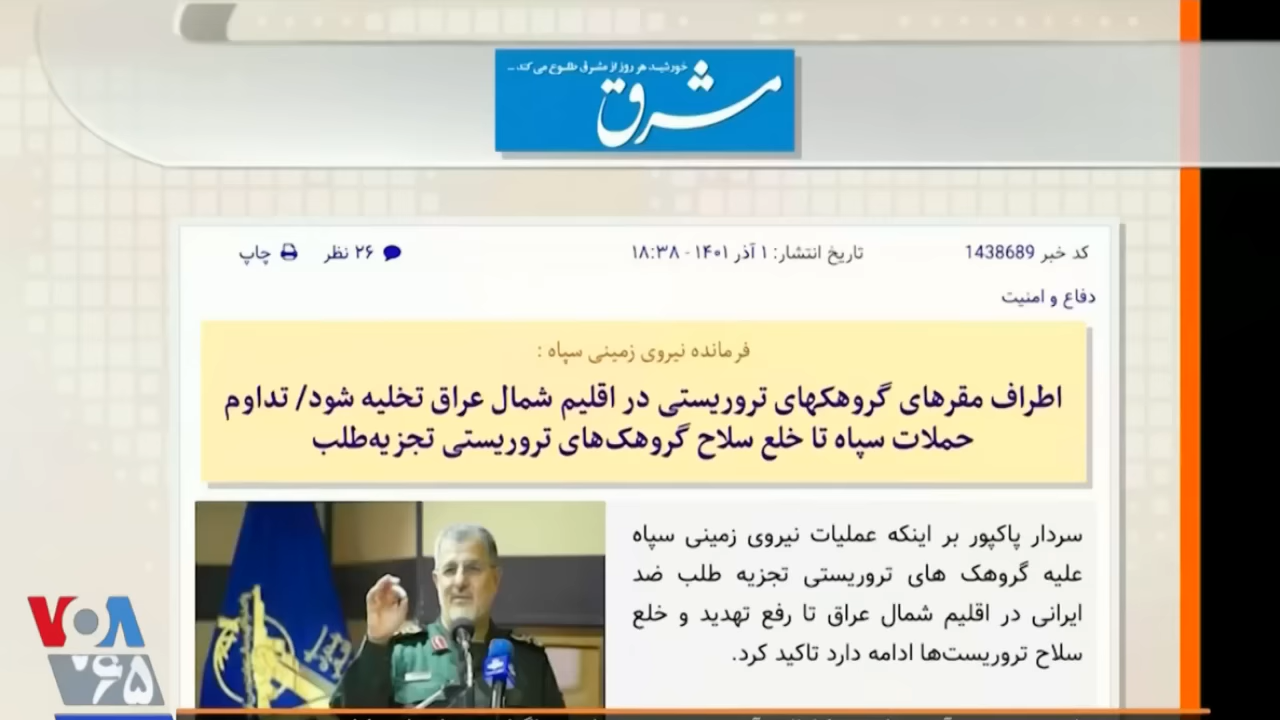 خورشید هر روز از مشرق طلوع می کند ...
مشرق
کد خبر 1438689
تاریخ انتشار: ۱ آذر ۱۴۰۱ - ۱۸:۳۸
۲۶ نظر
چاپ
دفاع و امنیت
فرمانده نیروی زمینی سپاه :
اطراف مقرهای گروهکهای تروریستی در اقلیم شمال عراق تخلیه شود/ تداوم
حملات سپاه تا خلع سلاح گروهک‌های تروریستی تجزیه‌طلب
سردار پاکپور بر اینکه عملیات نیروی زمینی سپاه
علیه گروهک های تروریستی تجزیه طلب ضد
ایرانی در اقلیم شمال عراق تا رفع تهدید و خلع
سلاح تروریست‌ها ادامه دارد تاکید کرد.
VOA
۳۶۵